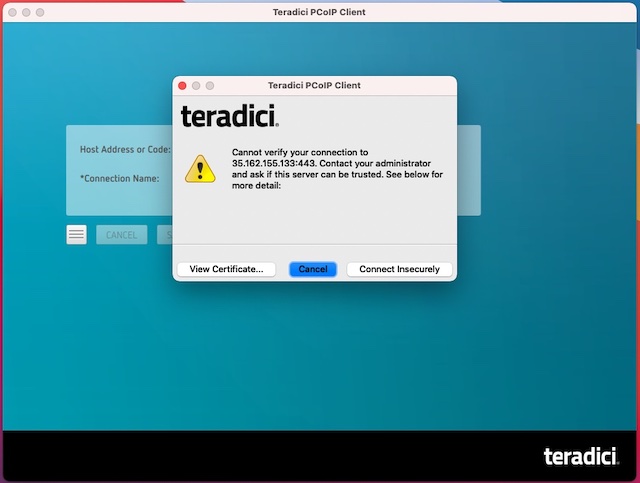 Teradici PCoIP Client
Teradici PCoIP Client
teradici.
Host Address or Code:
Cannot verify your connection to
35.162.155.133:443. Contact your administrator
and ask if this server can be trusted. See below for
more detail:
*Connection Name:
CANCEL
S
View Certificate...
Cancel
Connect Insecurely
teradici.